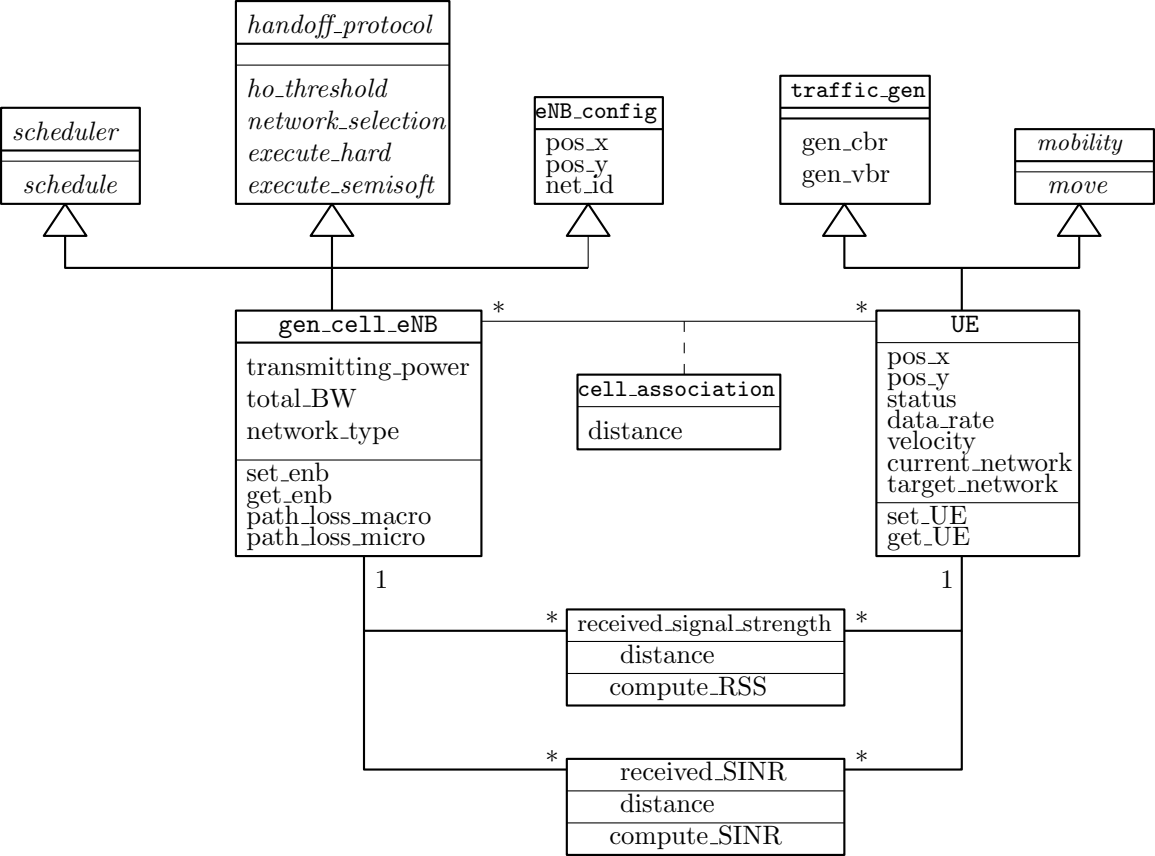 handoff_protocol
ho_threshold
network_selection
execute_hard
execute_semisoft
scheduler
schedule
eNB_config
pos_x
pos_y
net_id
traffic_gen
gen_cbr
gen_vbr
mobility
move
gen_cell_eNB
transmitting_power
total_BW
network_type
set_enb
get_enb
path_loss_macro
path_loss_micro
*
*
cell_association
distance
UE
pos_x
pos_y
status
data_rate
velocity
current_network
target_network
set_UE
get_UE
1
1
*
received_signal_strength
*
distance
compute_RSS
*
received_SINR
*
distance
compute_SINR